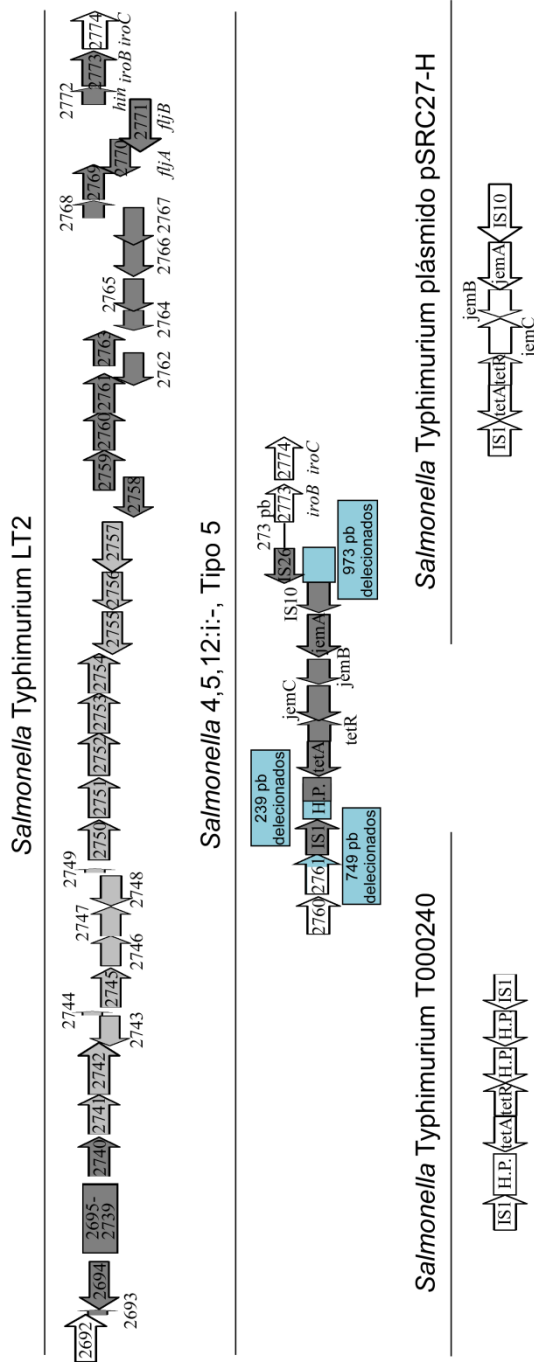 Salmonella Typhimurium LT2
2692
2693
2694
2695-
2739
2740
2741
2742
2743
2744
2745
2746
2747
2748
2749
2750
2751
2752
2753
2754
2755
2756
2757
2758
2759
2760
2761
2762
2763
2764
2765
2766
2767
2768
2769
2770
fljA
2771
fljB
2772
hin
2773
iroB
2774
iroC
Salmonella 4,5,12:i:-, Tipo 5
2760
2761
749 pb
delecionados
IS1
H.P.
239 pb
delecionados
tetA
tetR
jemC
jemB
jemA
IS10
973 pb
delecionados
IS26
273 pb
2773
iroB
2774
iroC
Salmonella Typhimurium T000240
IS1
H.P.
tetA
tetR
H.P.
H.P.
IS1
Salmonella Typhimurium plásmido pSRC27-H
IS1
tetA
tetR
jemC
jemB
jemA
IS10